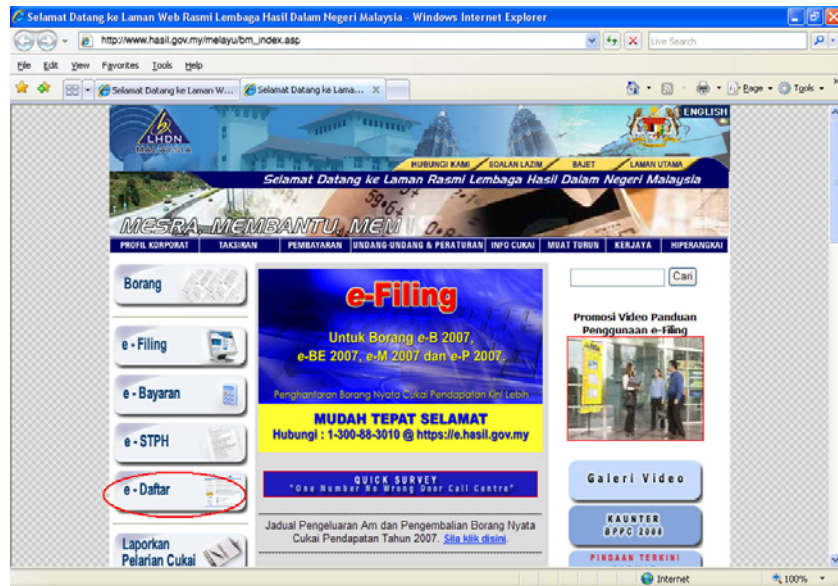 Selamat Datang ke Laman Web Rasmi Lembaga Hasil Dalam Negeri Malaysia - Windows Internet Explorer
http://www.hasil.gov.my/melayu/bm_index.asp
Live Search
File Edit View Favorites Tools Help
Selamat Datang ke Laman W...
Selamat Datang ke Lama...
Page
Tools
LHDN
MALAYSIA
ENGLISH
HUBUNGI KAMI
SOALAN LAZIM
BAJET
LAMAN UTAMA
Selamat Datang ke Laman Rasmi Lembaga Hasil Dalam Negeri Malaysia
MESRA, MEMBANTU, MEM
PROFIL KORPORAT
TAKSIRAN
PEMBAYARAN
UNDANG-UNDANG & PERATURAN
INFO CUKAI
MUAT TURUN
KERJAYA
HIPERANGKAI
Borang
e - Filing
e - Bayaran
e - STPH
e - Daftar
Laporkan
Pelarian Cukai
e-Filing
Untuk Borang e-B 2007,
e-BE 2007, e-M 2007 dan e-P 2007.
Penghantaran Borang Nyata Cukai Pendapatan Kini Lebih
MUDAH TEPAT SELAMAT
Hubungi : 1-300-88-3010 @ https://e.hasil.gov.my
QUICK SURVEY
"One Number No Wrong Door Call Centre"
Jadual Pengeluaran Am dan Pengembalian Borang Nyata
Cukai Pendapatan Tahun 2007. Sila klik disini.
Cari
Promosi Video Panduan
Penggunaan e-Filing
Galeri Video
KAUNTER
BPPC 2008
PINDAAN TERKINI
Internet
100%